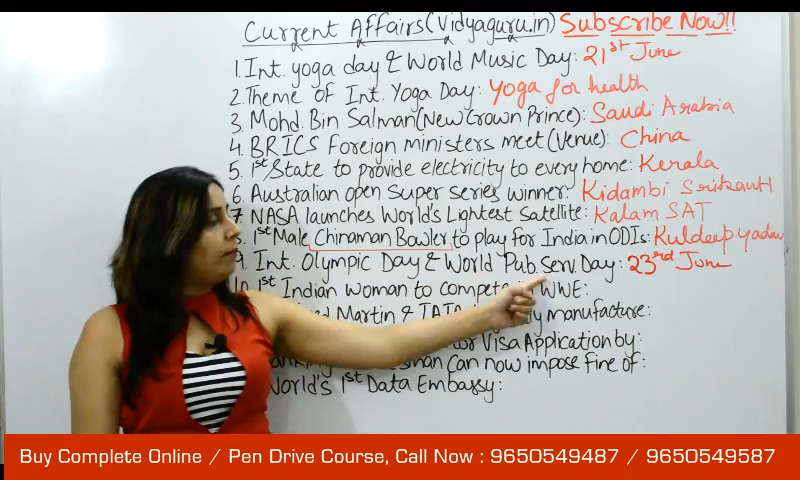 Current Affairs(Vidyaguru.in) Subscribe Now!!
1. Int. yoga day & World Music Day: 21st June
2. Theme of Int. Yoga Day: Yoga for health
3. Mohd. Bin Salman(New Crown Prince): Saudi Arabia
4. BRICS Foreign ministers meet(Venue): China
5. 1st State to provide electricity to every home: Kerala
6. Australian open Super series winner: Kidambi Srikanth
7. NASA launches World's Lightest Satellite: Kalam SAT
1st Male Chinaman Bowler to play for India in ODIs: Kuldeep yadav
9. Int. Olympic Day & World Pub. Serv. Day: 23rd June
10. 1st Indian Woman to compete in WWE:
Martin & TATA manufacture:
Visa Application by:
can now impose fine of:
World's 1st Data Embassy:
Buy Complete Online / Pen Drive Course, Call Now : 9650549487 / 9650549587